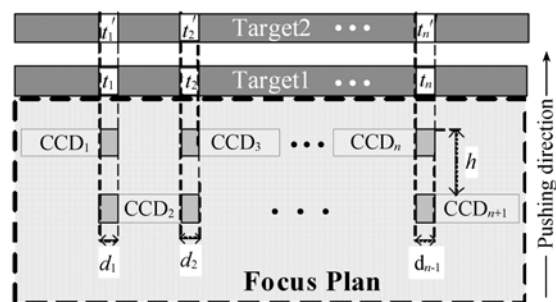 t₁′ t₂′ Target2 ••• tₙ′
t₁ t₂ Target1 ••• tₙ
CCD₁ CCD₃ ••• CCDₙ
h
CCD₂ • • • CCDₙ₊₁
d₁ d₂ dₙ₋₁
Focus Plan
Pushing direction